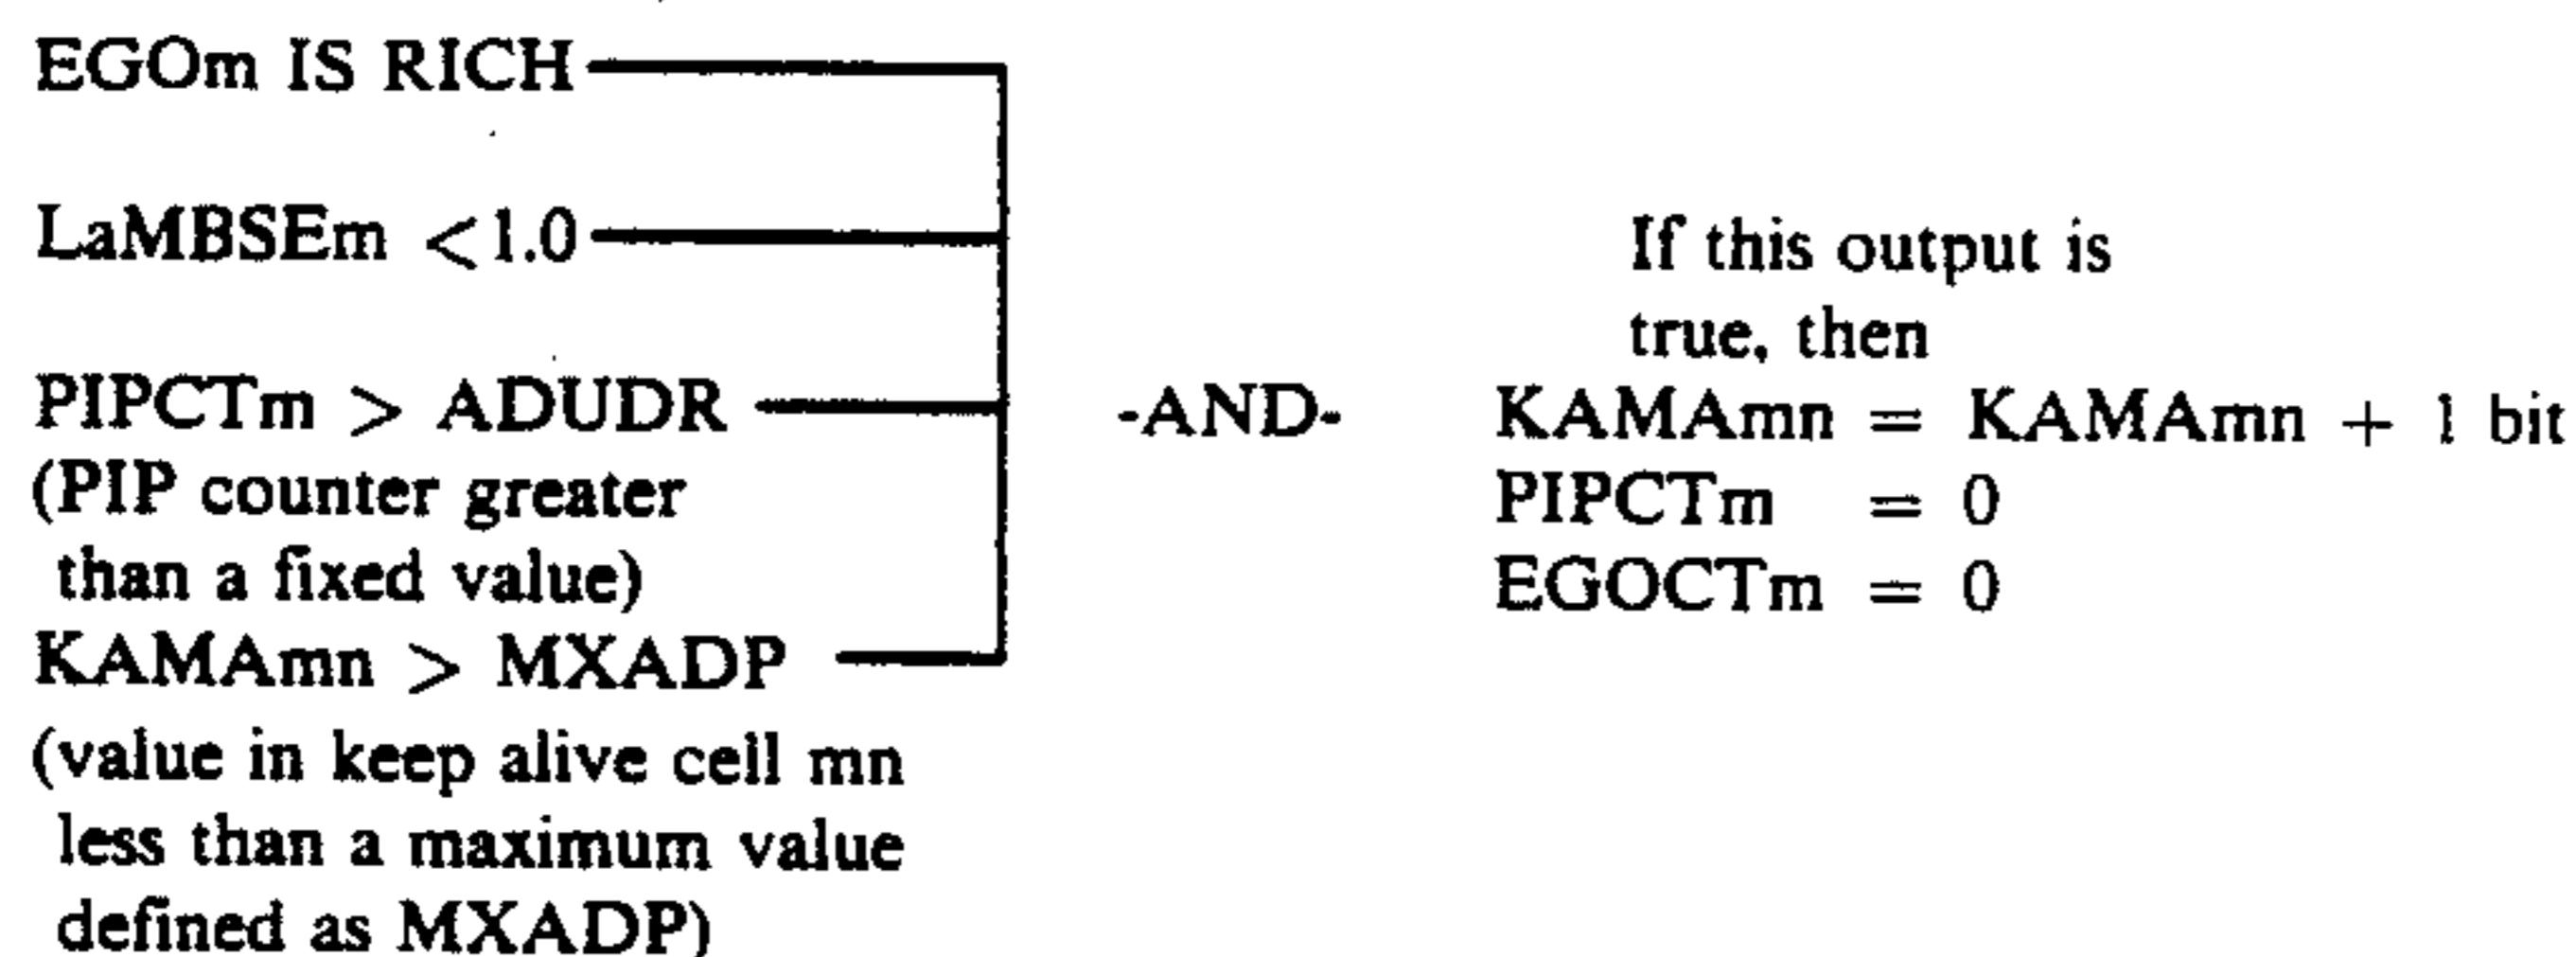 EGOm IS RICH
LaMBSEm <1.0
PIPCTm > ADUDR
(PIP counter greater
than a fixed value)
KAMAmn > MXADP
(value in keep alive cell mn
less than a maximum value
defined as MXADP)
-AND-
If this output is
true, then
KAMAmn = KAMAmn + 1 bit
PIPCTm = 0
EGOCTm = 0